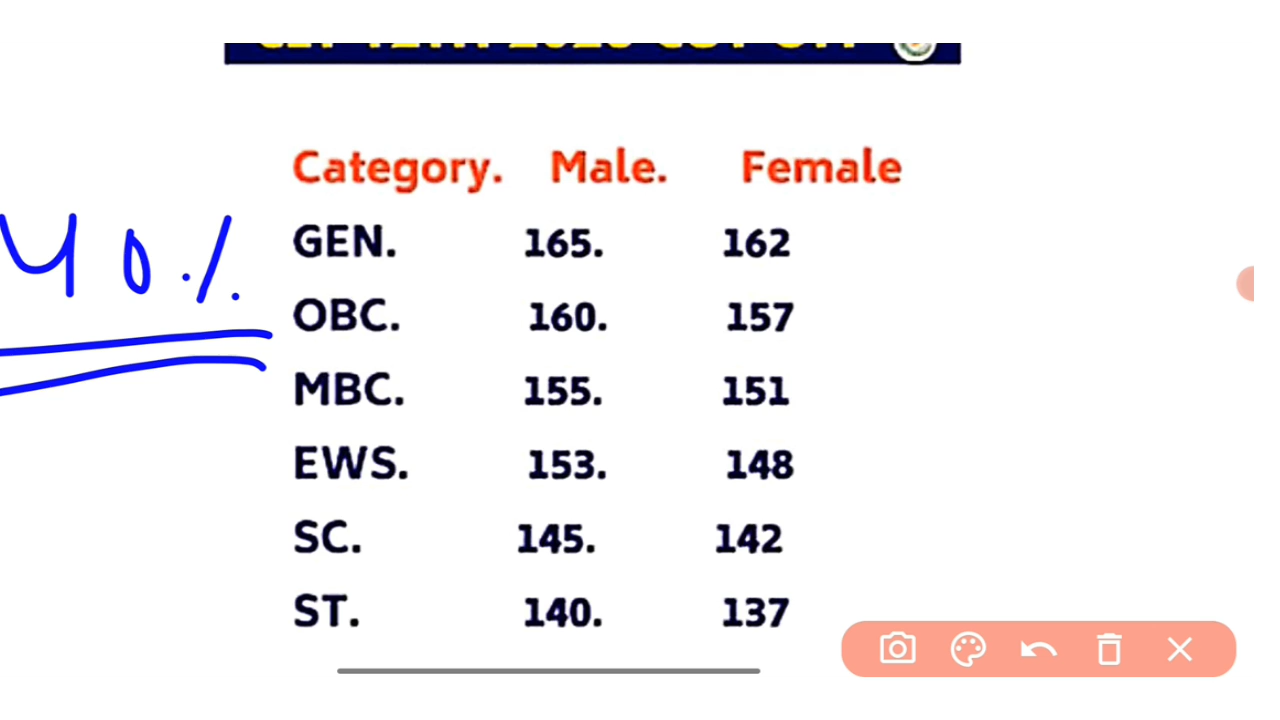 Category. Male. Female
GEN. 165. 162
40%
OBC. 160. 157
MBC. 155. 151
EWS. 153. 148
SC. 145. 142
ST. 140. 137